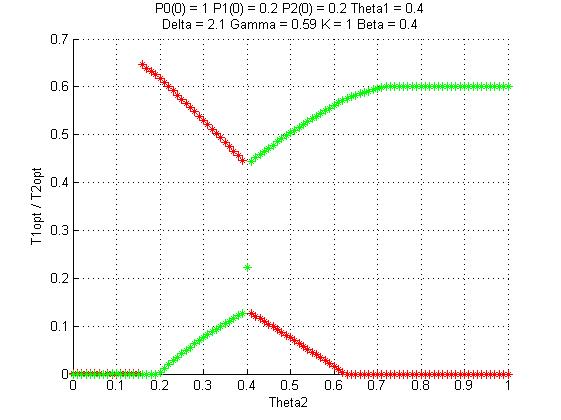 P0(0) = 1 P1(0) = 0.2 P2(0) = 0.2 Theta1 = 0.4
Delta = 2.1 Gamma = 0.59 K = 1 Beta = 0.4
0.7
0.6
0.5
0.4
0.3
0.2
0.1
0
T1opt / T2opt
0 0.1 0.2 0.3 0.4 0.5 0.6 0.7 0.8 0.9 1
Theta2